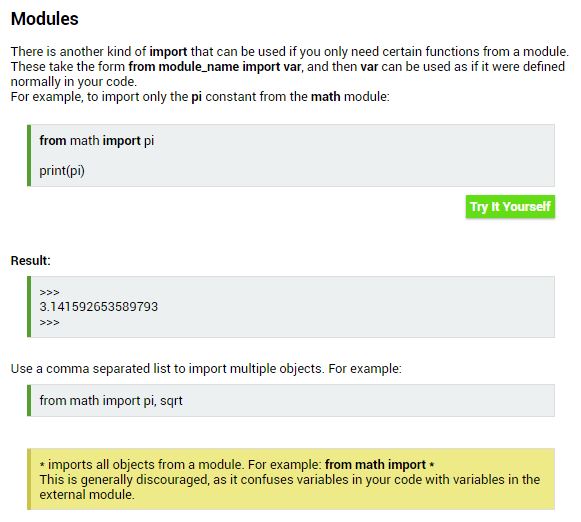 Modules
There is another kind of import that can be used if you only need certain functions from a module.
These take the form from module_name import var, and then var can be used as if it were defined
normally in your code.
For example, to import only the pi constant from the math module:
from math import pi
print(pi)
Try It Yourself
Result:
>>>
3.141592653589793
>>>
Use a comma separated list to import multiple objects. For example:
from math import pi, sqrt
* imports all objects from a module. For example: from math import *
This is generally discouraged, as it confuses variables in your code with variables in the
external module.